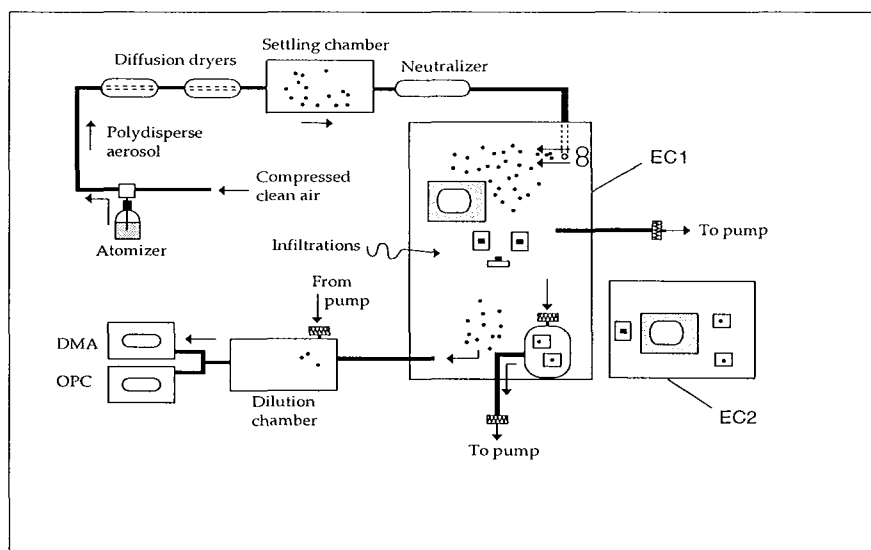 Settling chamber
Diffusion dryers
Neutralizer
Polydisperse
aerosol
EC1
Compressed
clean air
Atomizer
Infiltrations
To pump
From
pump
DMA
OPC
Dilution
chamber
To pump
EC2